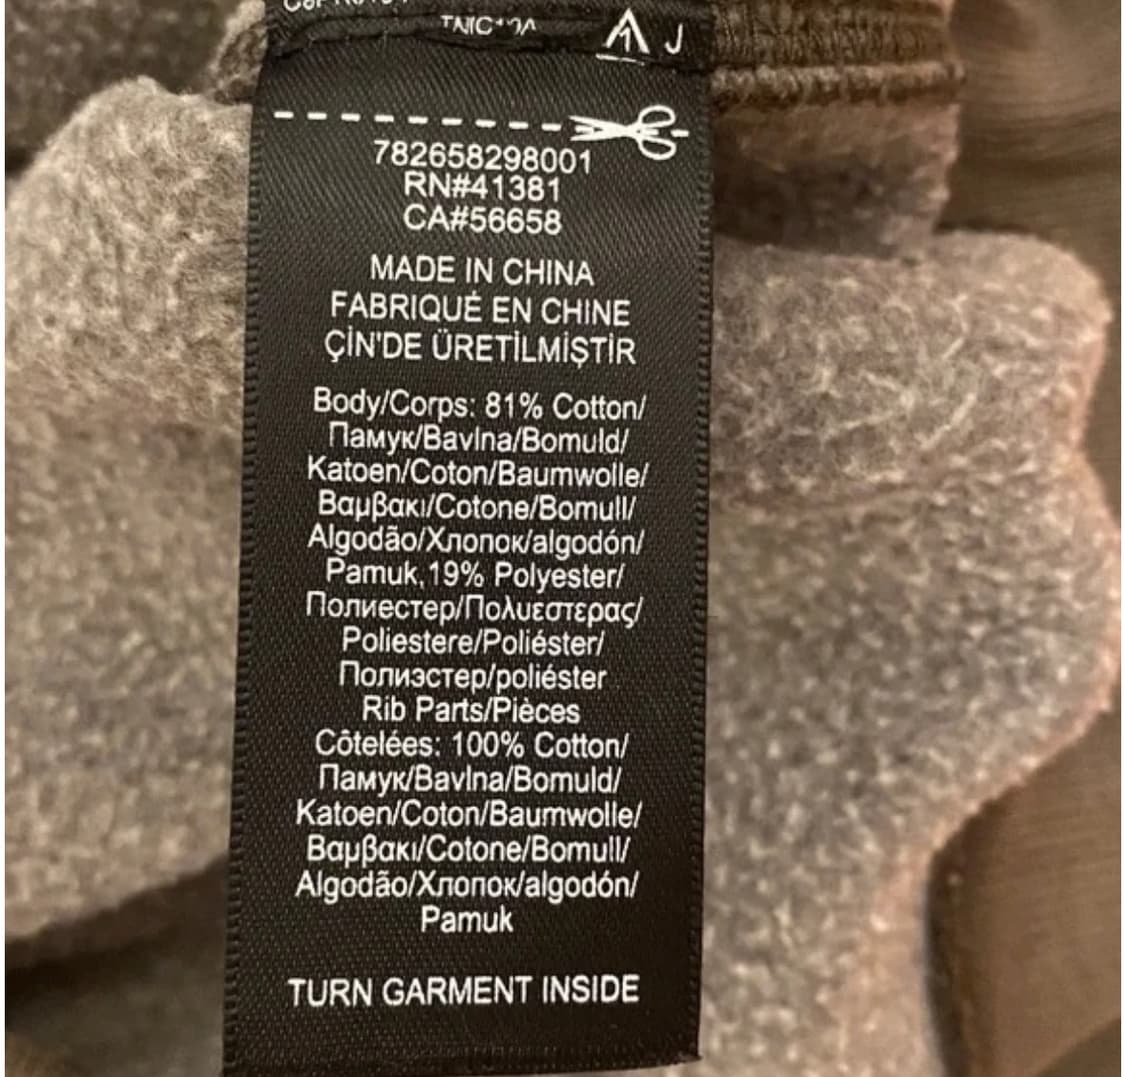 J
782658298001
RN#41381
CA#56658
MADE IN CHINA
FABRIQUÉ EN CHINE
ÇİN'DE ÜRETİLMİŞTİR
Body/Corps: 81% Cotton/
Памук/Bavlna/Bomuld/
Katoen/Coton/Baumwolle/
Βαμβακι/Cotone/Bomull/
Algodão/Хлопок/algodón/
Pamuk,19% Polyester/
Полиестер/Πολυεστερας/
Poliestere/Poliéster/
Полиэстер/poliéster
Rib Parts/Pièces
Côtelées: 100% Cotton/
Памук/Bavlna/Bomuld/
Katoen/Coton/Baumwolle/
Βαμβακι/Cotone/Bomull/
Algodão/Хлопок/algodón/
Pamuk
TURN GARMENT INSIDE